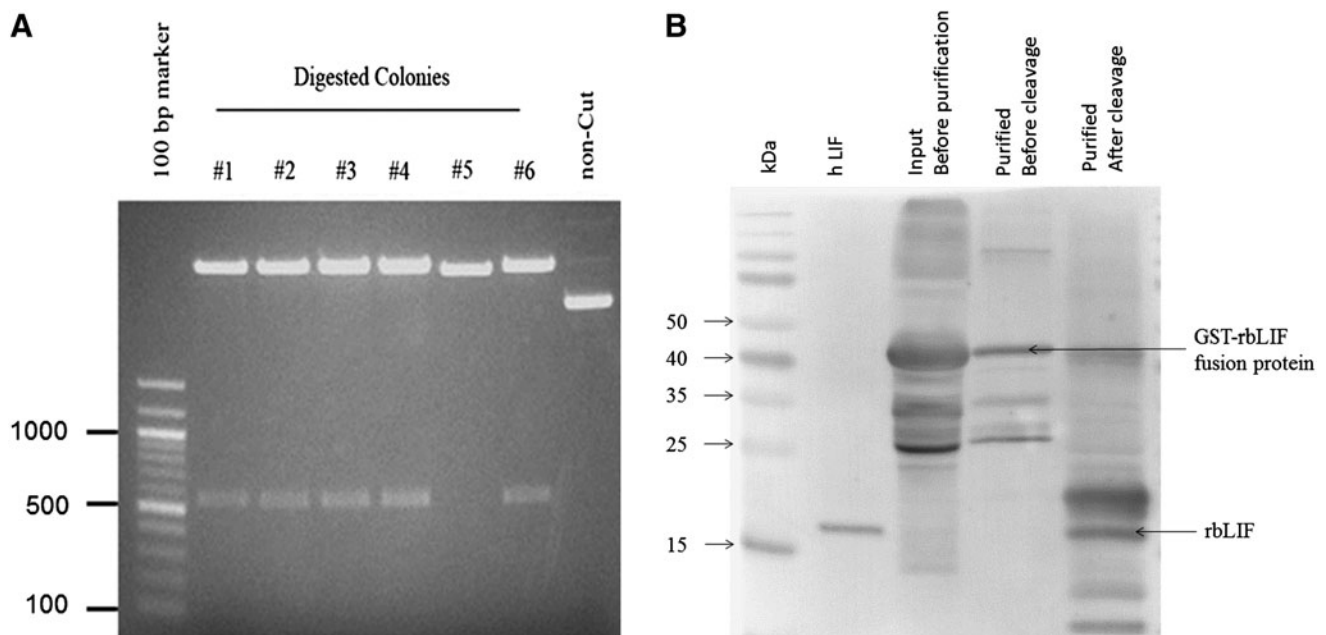 A
100 bp marker
Digested Colonies
#1 #2 #3 #4 #5 #6
non-Cut
1000
500
100
B
kDa
h LIF
Input
Before purification
Purified
Before cleavage
Purified
After cleavage
50
40
35
25
15
GST-rbLIF
fusion protein
rbLIF